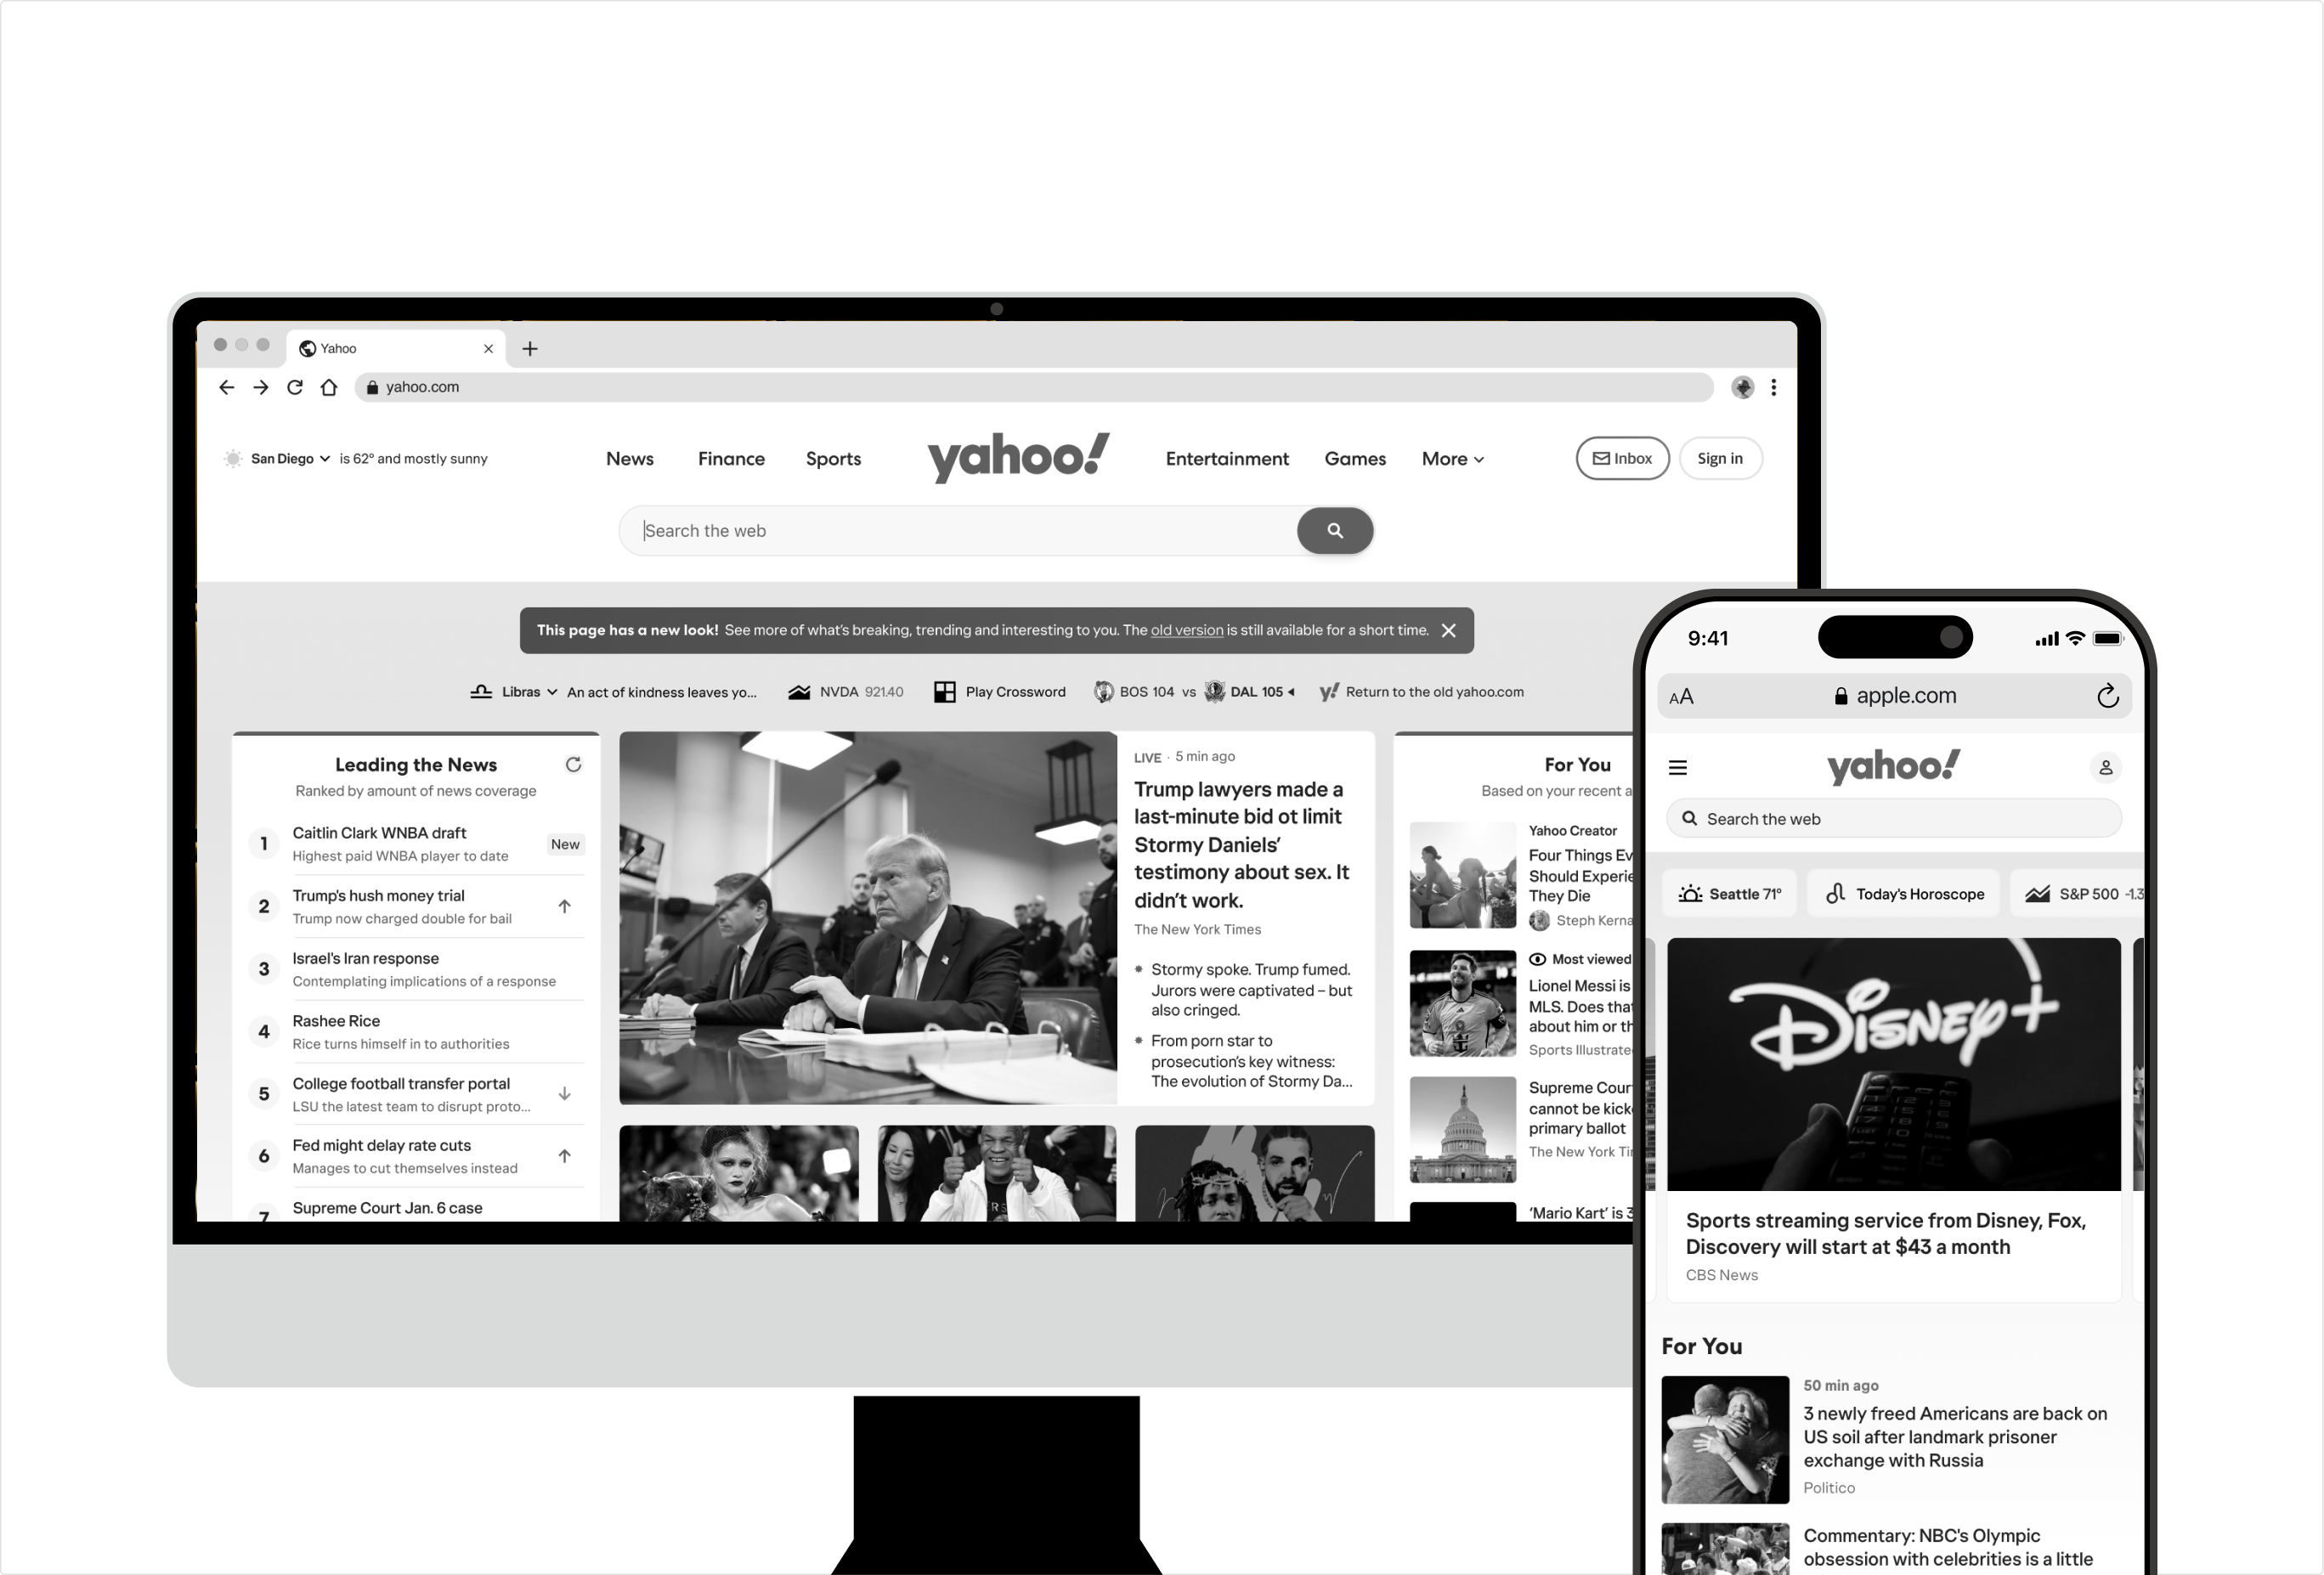 Yahoo
yahoo.com
San Diego is 62° and mostly sunny
News
Finance
Sports
yahoo!
Entertainment
Games
More
Inbox
Sign in
Search the web
This page has a new look! See more of what's breaking, trending and interesting to you. The old version is still available for a short time.
Libras An act of kindness leaves yo...
NVDA 921.40
Play Crossword
BOS 104 vs DAL 105
y! Return to the old yahoo.com
Leading the News
Ranked by amount of news coverage
1
Caitlin Clark WNBA draft
Highest paid WNBA player to date
New
2
Trump's hush money trial
Trump now charged double for bail
3
Israel's Iran response
Contemplating implications of a response
4
Rashee Rice
Rice turns himself in to authorities
5
College football transfer portal
LSU the latest team to disrupt proto...
6
Fed might delay rate cuts
Manages to cut themselves instead
7
Supreme Court Jan. 6 case
LIVE · 5 min ago
Trump lawyers made a
last-minute bid ot limit
Stormy Daniels'
testimony about sex. It
didn't work.
The New York Times
Stormy spoke. Trump fumed.
Jurors were captivated – but
also cringed.
From porn star to
prosecution's key witness:
The evolution of Stormy Da...
For You
Based on your recent a
Yahoo Creator
Four Things Ev
Should Experie
They Die
Steph Kerna
Most viewed
Lionel Messi is
MLS. Does that
about him or th
Sports Illustrate
Supreme Cour
cannot be kick
primary ballot
The New York Ti
'Mario Kart' is 3
9:41
AA
apple.com
yahoo!
Search the web
Seattle 71°
Today's Horoscope
S&P 500 -1.3
Disney+
Sports streaming service from Disney, Fox,
Discovery will start at $43 a month
CBS News
For You
50 min ago
3 newly freed Americans are back on
US soil after landmark prisoner
exchange with Russia
Politico
Commentary: NBC's Olympic
obsession with celebrities is a little